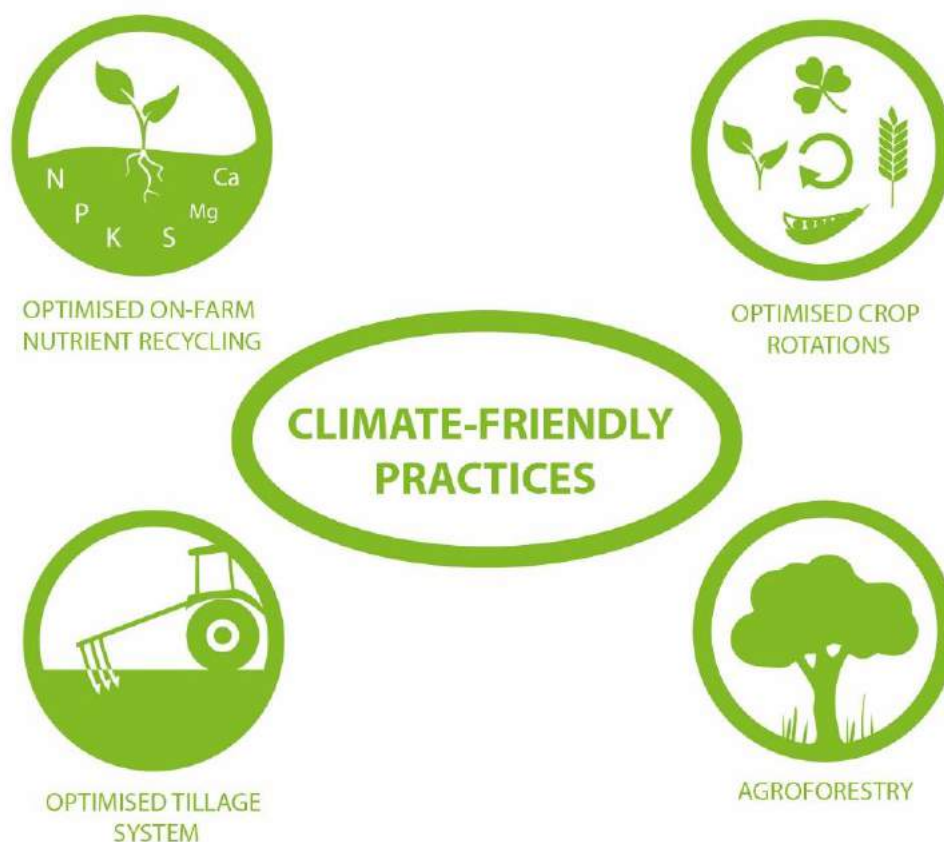 N
Ca
P
Mg
K
S
OPTIMISED ON-FARM
NUTRIENT RECYCLING
OPTIMISED CROP
ROTATIONS
CLIMATE-FRIENDLY
PRACTICES
OPTIMISED TILLAGE
SYSTEM
AGROFORESTRY